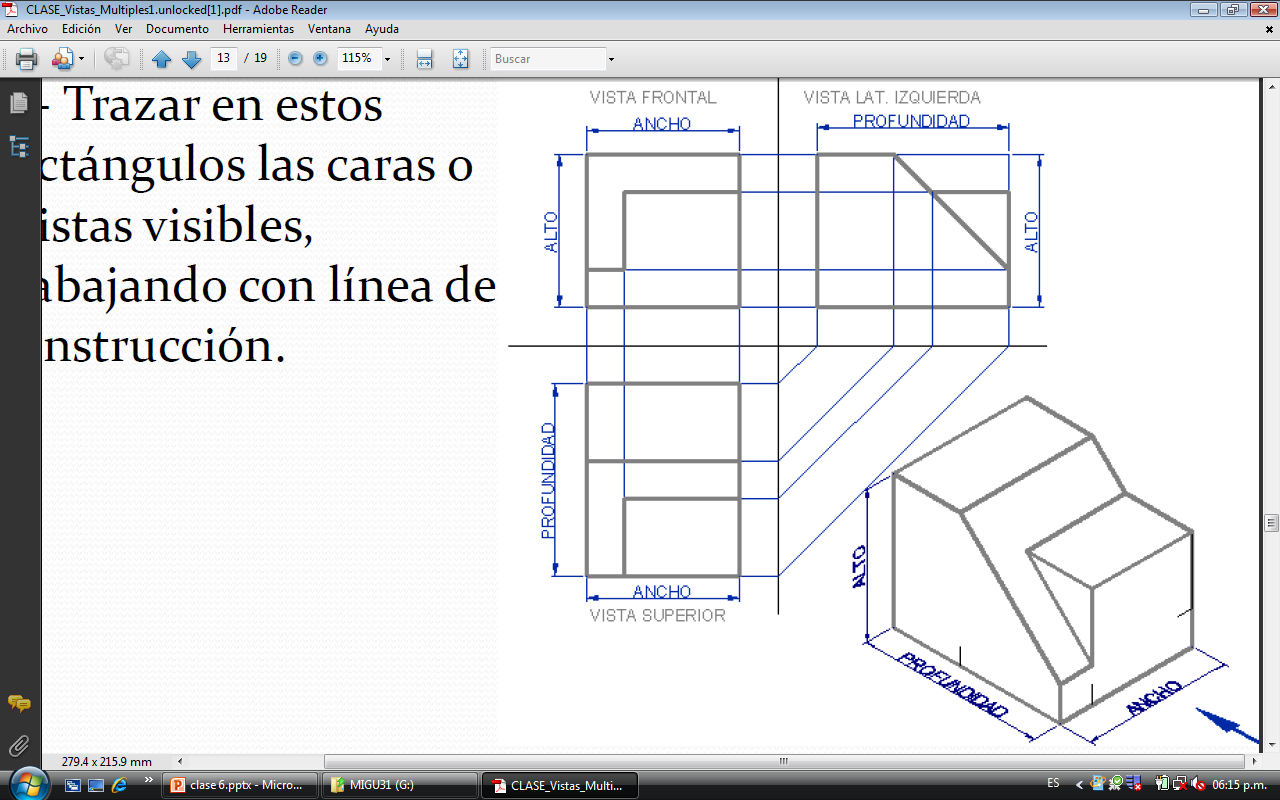 CLASE_Vistas_Multiples1.unlocked[1].pdf - Adobe Reader
Archivo Edición Ver Documento Herramientas Ventana Ayuda
13 / 19 115% Buscar
- Trazar en estos
ctángulos las caras o
istas visibles,
abajando con línea de
nstrucción.
VISTA FRONTAL
ANCHO
ALTO
VISTA LAT. IZQUIERDA
PROFUNDIDAD
ALTO
PROFUNDIDAD
ANCHO
VISTA SUPERIOR
ALTO
PROFUNDIDAD
ANCHO
279.4 x 215.9 mm
clase 6.pptx - Micro...
MIGU31 (G:)
CLASE_Vistas_Multi...
ES
06:15 p.m.